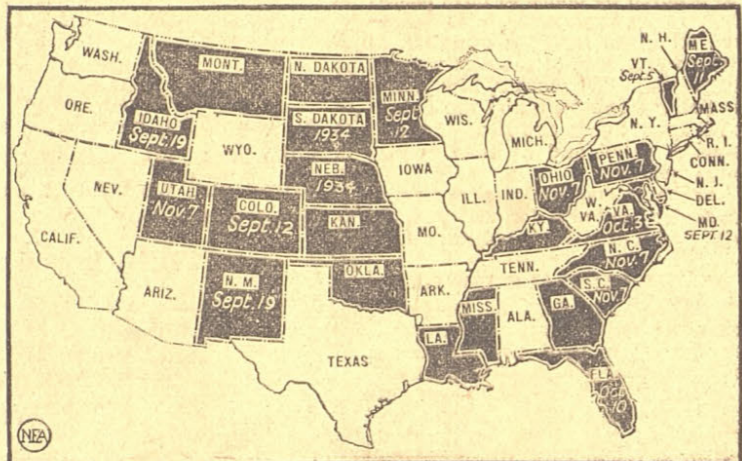 WASH.
MONT.
N. DAKOTA
MINN.
Sept.
12
N. H.
VT.
Sept. 5
ME.
Sept.
11
ORE.
IDAHO
Sept. 19
WYO.
S. DAKOTA
1934
WIS.
MICH.
N. Y.
MASS.
R. I.
CONN.
N. J.
DEL.
MD.
SEPT. 12
NEV.
UTAH
Nov. 7
COLO.
Sept. 12
NEB.
1934
IOWA
ILL.
IND.
OHIO
Nov. 7
PENN.
Nov. 7
W.
VA.
VA.
Oct. 3
CALIF.
KAN.
MO.
KY.
N. C.
Nov. 7
ARIZ.
N. M.
Sept. 19
OKLA.
ARK.
TENN.
S. C.
Nov. 7
TEXAS
LA.
MISS.
ALA.
GA.
FLA.
Oct.
10
NEA